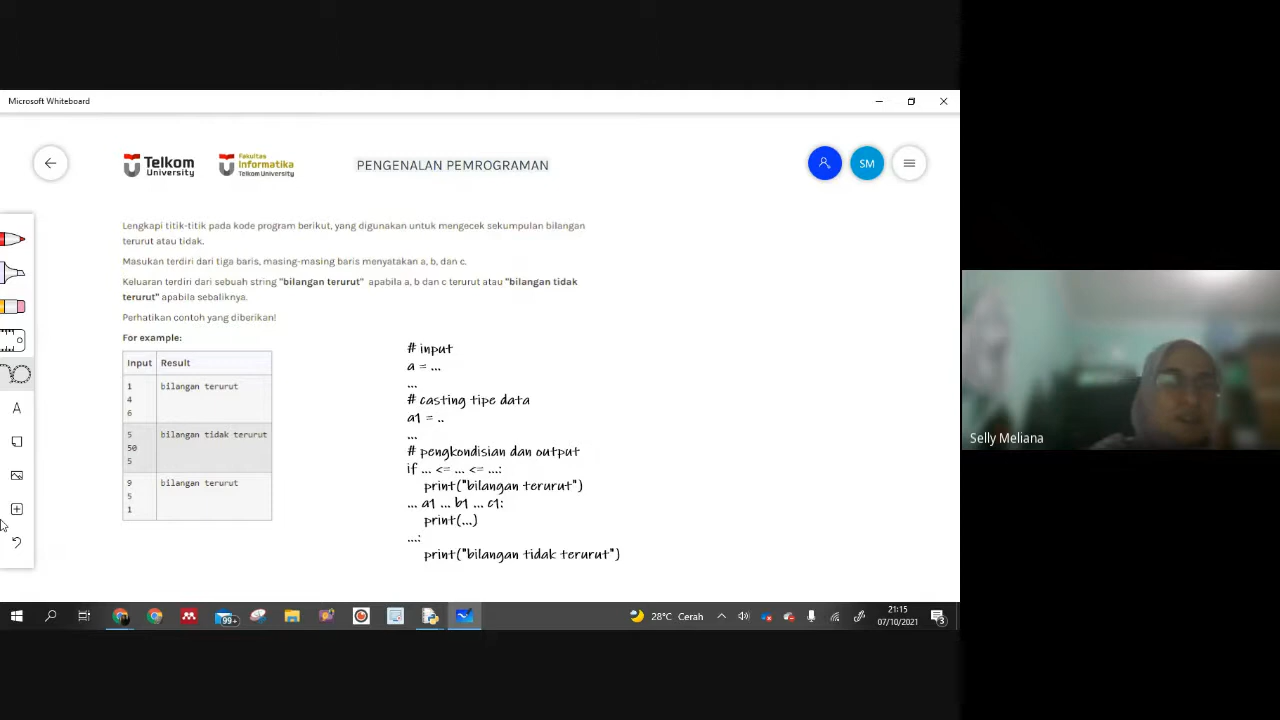 Microsoft Whiteboard
Telkom University
Fakultas Informatika Telkom University
PENGENALAN PEMROGRAMAN
SM
Lengkapi titik-titik pada kode program berikut, yang digunakan untuk mengecek sekumpulan bilangan
terurut atau tidak.
Masukan terdiri dari tiga baris, masing-masing baris menyatakan a, b, dan c.
Keluaran terdiri dari sebuah string "bilangan terurut" apabila a, b dan c terurut atau "bilangan tidak
terurut" apabila sebaliknya.
Perhatikan contoh yang diberikan!
For example:
Input Result
1 bilangan terurut
4
6
5 bilangan tidak terurut
50
5
9 bilangan terurut
5
1
# input
a = ...
...
# casting tipe data
a1 = ..
...
# pengkondisian dan output
if ... <= ... <= ...:
print("bilangan terurut")
... a1 ... b1 ... c1:
print(...)
...:
print("bilangan tidak terurut")
A
Selly Meliana
99+
28°C Cerah
21:15
07/10/2021
3